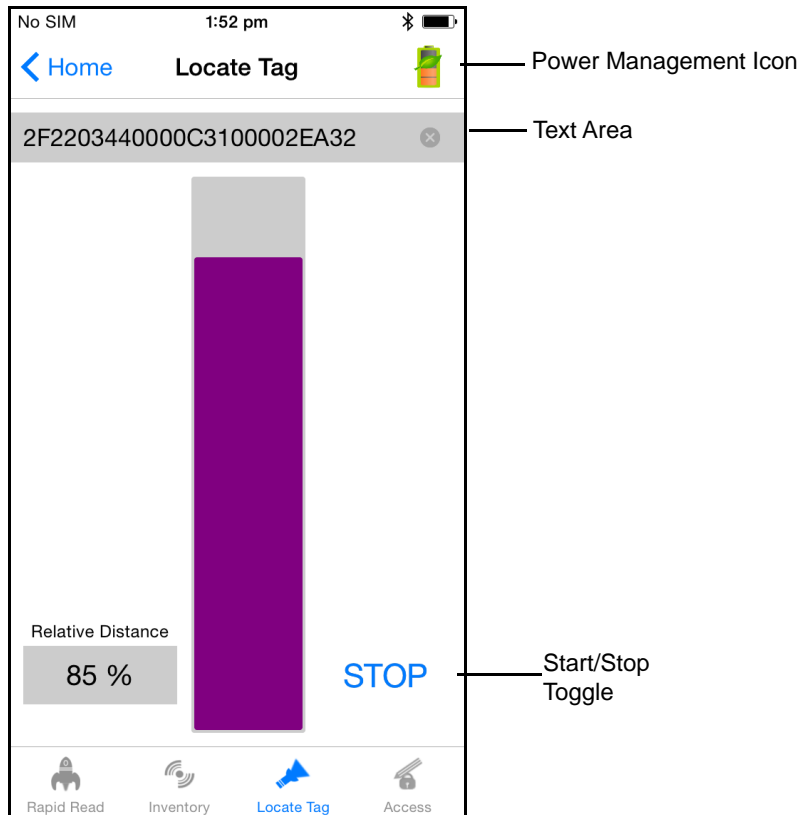 No SIM 1:52 pm
Home Locate Tag
Power Management Icon
2F2203440000C3100002EA32
Text Area
Relative Distance
85 %
STOP
Start/Stop
Toggle
Rapid Read Inventory Locate Tag Access